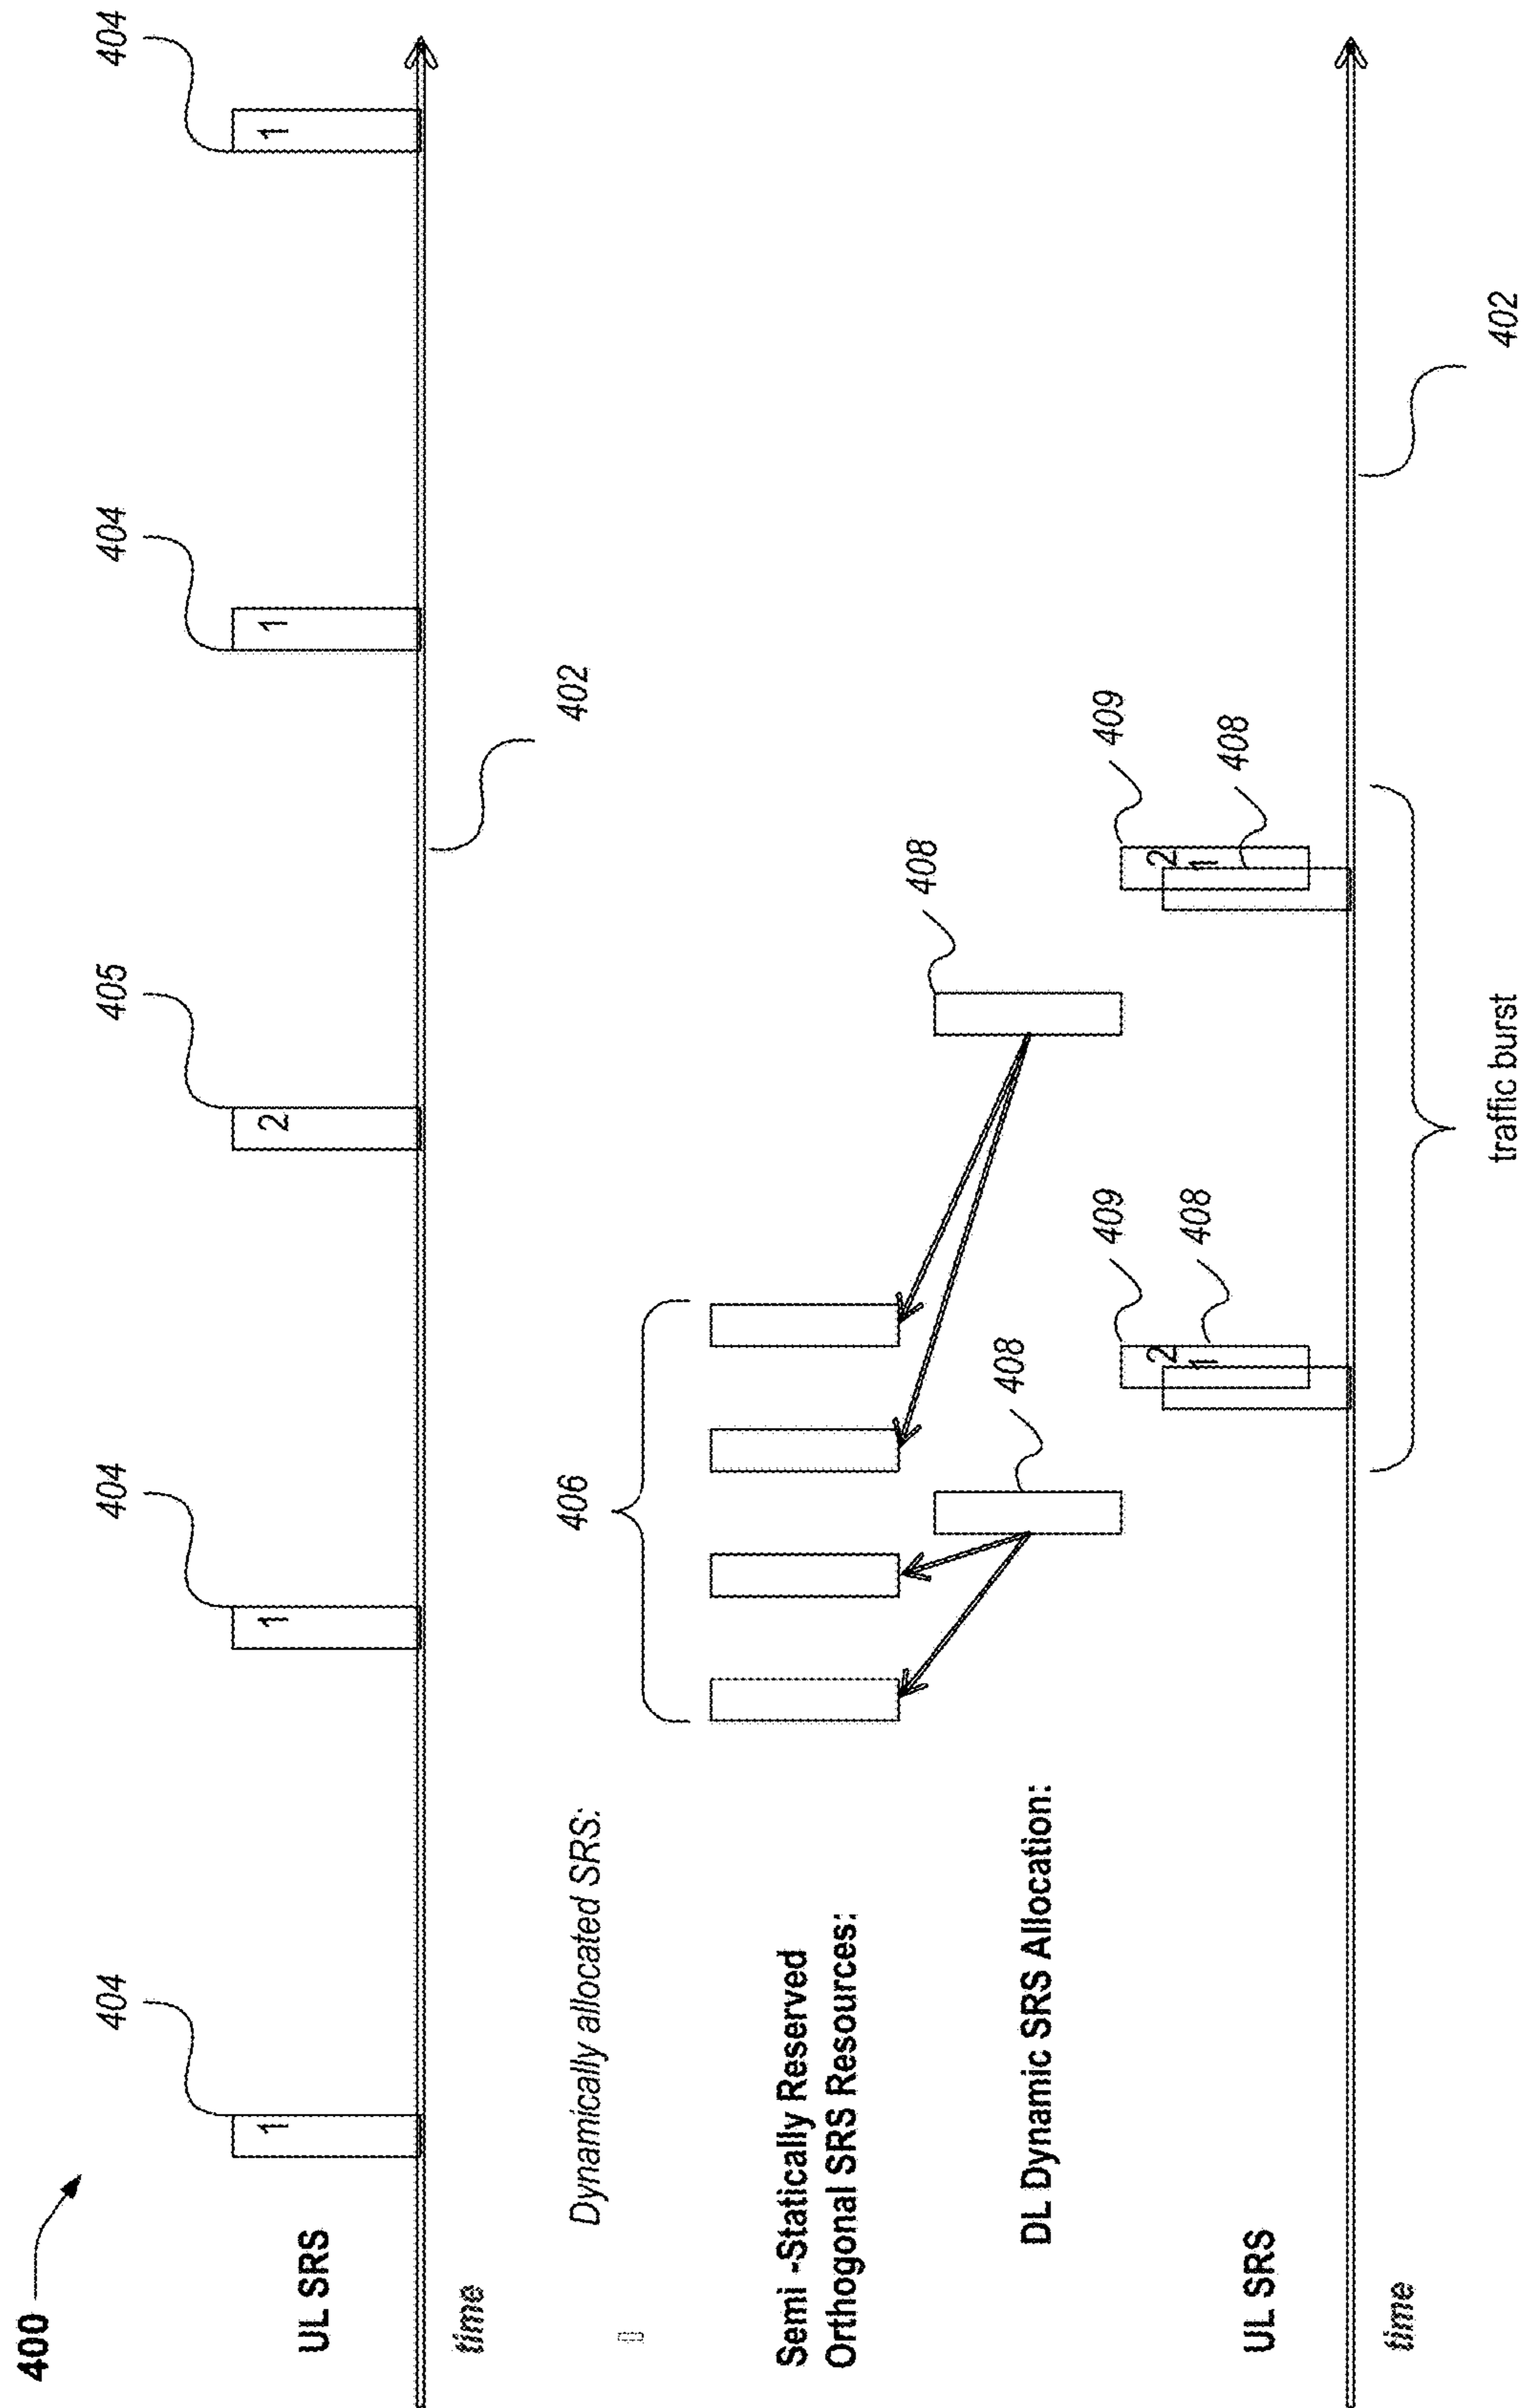 400
404
404
405
404
404
UL SRS
1
1
2
1
1
time
402
Dynamically allocated SRS:
406
Semi -Statically Reserved
Orthogonal SRS Resources:
408
408
DL Dynamic SRS Allocation:
409
409
408
408
UL SRS
2
1
2
1
time
402
traffic burst